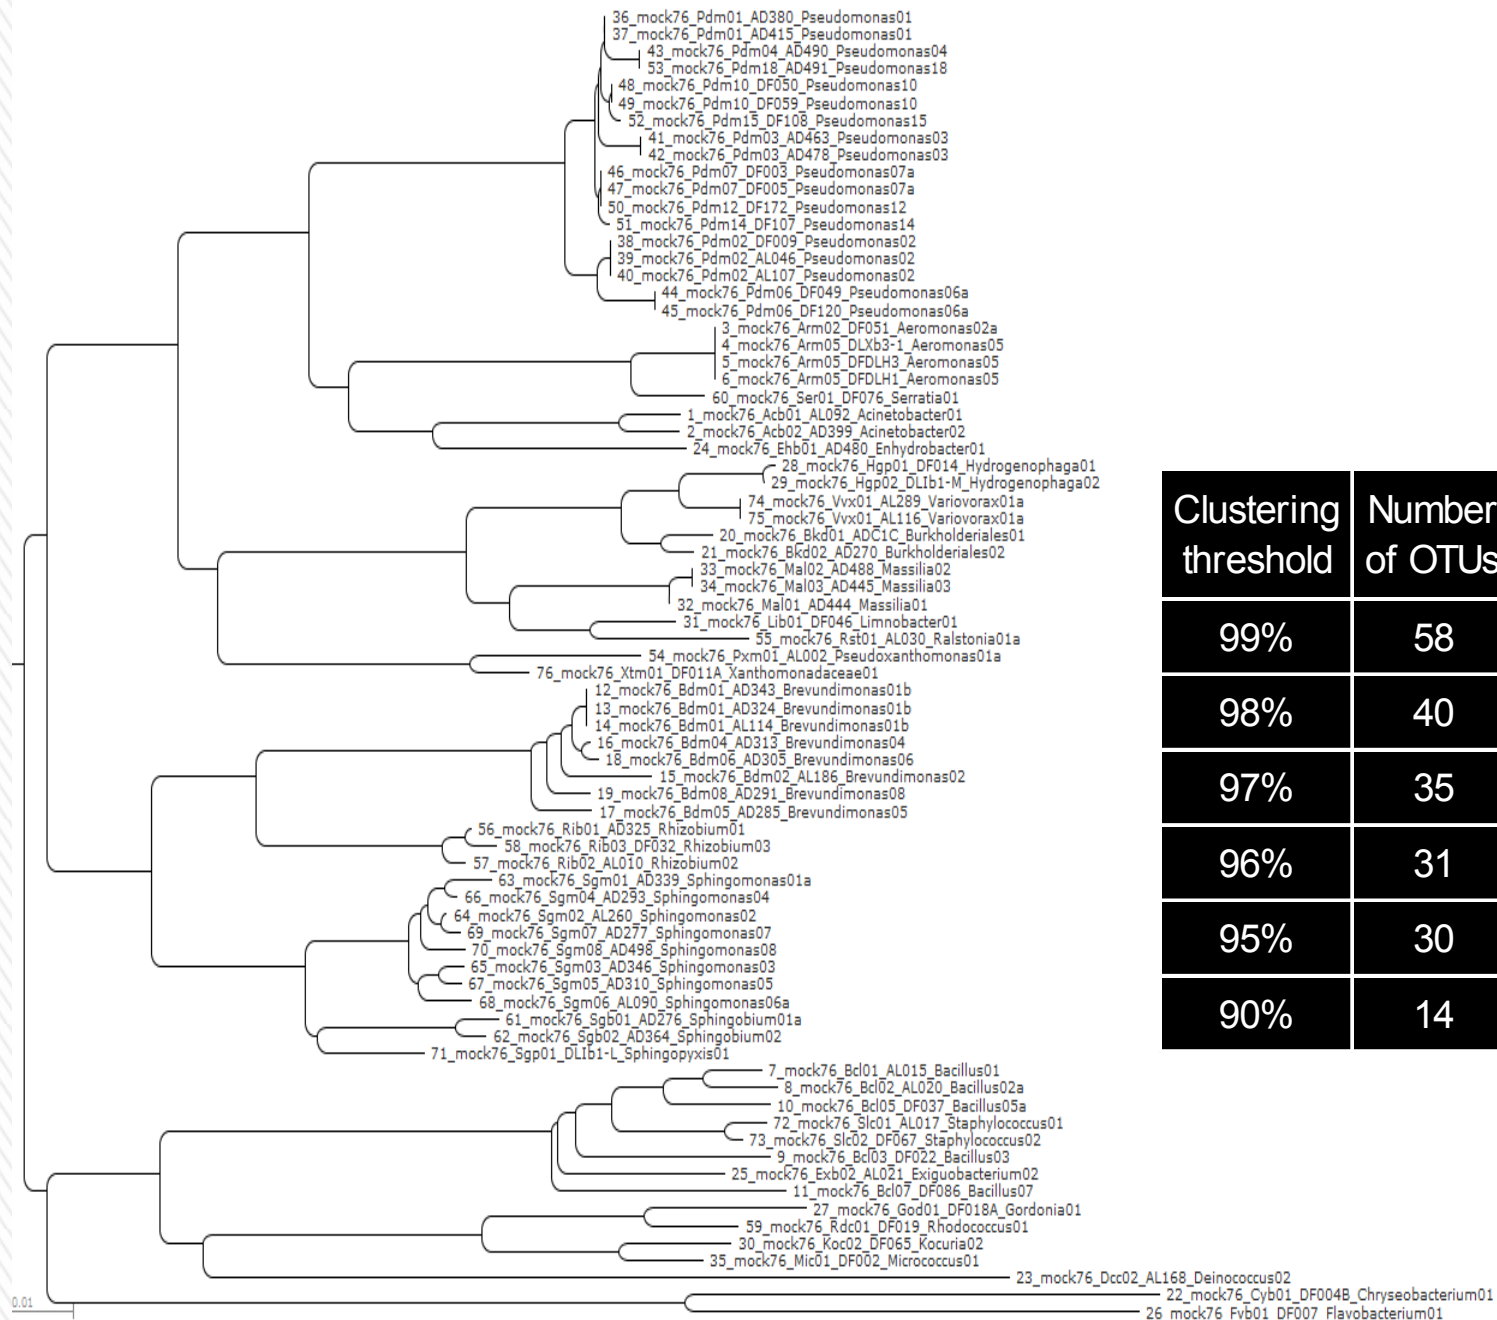 36_mock76_Pdm01_AD380_Pseudomonas01
37_mock76_Pdm01_AD415_Pseudomonas01
43_mock76_Pdm04_AD490_Pseudomonas04
53_mock76_Pdm18_AD491_Pseudomonas18
48_mock76_Pdm10_DF050_Pseudomonas10
49_mock76_Pdm10_DF059_Pseudomonas10
52_mock76_Pdm15_DF108_Pseudomonas15
41_mock76_Pdm03_AD463_Pseudomonas03
42_mock76_Pdm03_AD478_Pseudomonas03
46_mock76_Pdm07_DF003_Pseudomonas07a
47_mock76_Pdm07_DF005_Pseudomonas07a
50_mock76_Pdm12_DF172_Pseudomonas12
51_mock76_Pdm14_DF107_Pseudomonas14
38_mock76_Pdm02_DF009_Pseudomonas02
39_mock76_Pdm02_AL046_Pseudomonas02
40_mock76_Pdm02_AL107_Pseudomonas02
44_mock76_Pdm06_DF049_Pseudomonas06a
45_mock76_Pdm06_DF120_Pseudomonas06a
3_mock76_Arm02_DF051_Aeromonas02a
4_mock76_Arm05_DLXb3-1_Aeromonas05
5_mock76_Arm05_DFDLH3_Aeromonas05
6_mock76_Arm05_DFDLH1_Aeromonas05
60_mock76_Ser01_DF076_Serratia01
1_mock76_Acb01_AL092_Acinetobacter01
2_mock76_Acb02_AD399_Acinetobacter02
24_mock76_Ehb01_AD480_Enhydrobacter01
28_mock76_Hgp01_DF014_Hydrogenophaga01
29_mock76_Hgp02_DLIb1-M_Hydrogenophaga02
74_mock76_Vvx01_AL289_Variovorax01a
75_mock76_Vvx01_AL116_Variovorax01a
20_mock76_Bkd01_ADC1C_Burkholderiales01
21_mock76_Bkd02_AD270_Burkholderiales02
33_mock76_Mal02_AD488_Massilia02
34_mock76_Mal03_AD445_Massilia03
32_mock76_Mal01_AD444_Massilia01
31_mock76_Lib01_DF046_Limnobacter01
55_mock76_Rst01_AL030_Ralstonia01a
54_mock76_Pxm01_AL002_Pseudoxanthomonas01a
76_mock76_Xtm01_DF011A_Xanthomonadaceae01
12_mock76_Bdm01_AD343_Brevundimonas01b
13_mock76_Bdm01_AD324_Brevundimonas01b
14_mock76_Bdm01_AL114_Brevundimonas01b
16_mock76_Bdm04_AD313_Brevundimonas04
18_mock76_Bdm06_AD305_Brevundimonas06
15_mock76_Bdm02_AL186_Brevundimonas02
19_mock76_Bdm08_AD291_Brevundimonas08
17_mock76_Bdm05_AD285_Brevundimonas05
56_mock76_Rib01_AD325_Rhizobium01
58_mock76_Rib03_DF032_Rhizobium03
57_mock76_Rib02_AL010_Rhizobium02
63_mock76_Sgm01_AD339_Sphingomonas01a
66_mock76_Sgm04_AD293_Sphingomonas04
64_mock76_Sgm02_AL260_Sphingomonas02
69_mock76_Sgm07_AD277_Sphingomonas07
70_mock76_Sgm08_AD498_Sphingomonas08
65_mock76_Sgm03_AD346_Sphingomonas03
67_mock76_Sgm05_AD310_Sphingomonas05
68_mock76_Sgm06_AL090_Sphingomonas06a
61_mock76_Sgb01_AD276_Sphingobium01a
62_mock76_Sgb02_AD364_Sphingobium02
71_mock76_Sgp01_DLIb1-L_Sphingopyxis01
7_mock76_Bcl01_AL015_Bacillus01
8_mock76_Bcl02_AL020_Bacillus02a
10_mock76_Bcl05_DF037_Bacillus05a
72_mock76_Slc01_AL017_Staphylococcus01
73_mock76_Slc02_DF067_Staphylococcus02
9_mock76_Bcl03_DF022_Bacillus03
25_mock76_Exb02_AL021_Exiguobacterium02
11_mock76_Bcl07_DF086_Bacillus07
27_mock76_God01_DF018A_Gordonia01
59_mock76_Rdc01_DF019_Rhodococcus01
30_mock76_Koc02_DF065_Kocuria02
35_mock76_Mic01_DF002_Micrococcus01
23_mock76_Dcc02_AL168_Deinococcus02
22_mock76_Cyb01_DF004B_Chryseobacterium01
26_mock76_Fvb01_DF007_Flavobacterium01
0.01
Clustering threshold Number of OTUs
99% 58
98% 40
97% 35
96% 31
95% 30
90% 14